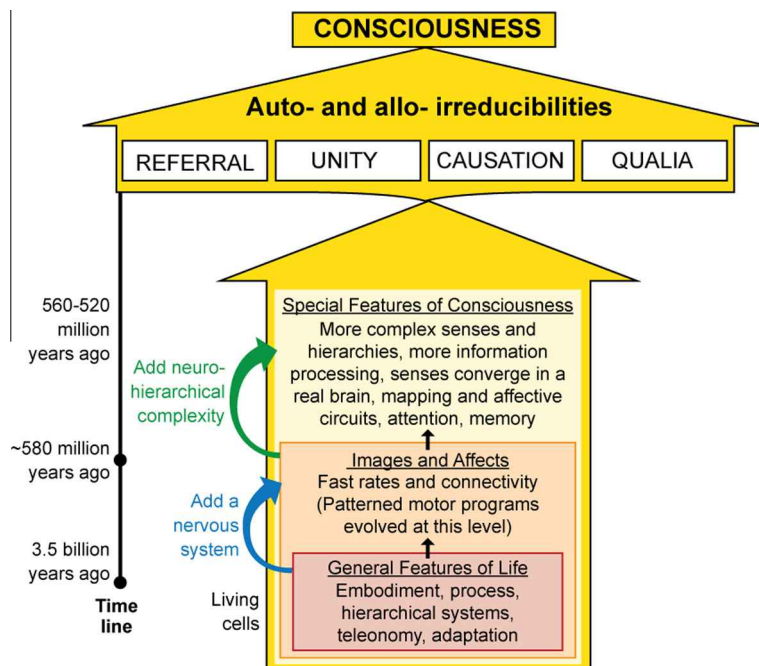 CONSCIOUSNESS
Auto- and allo- irreducibilities
REFERRAL
UNITY
CAUSATION
QUALIA
560-520
million
years ago
Special Features of Consciousness
More complex senses and
hierarchies, more information
processing, senses converge in a
real brain, mapping and affective
circuits, attention, memory
Add neuro-
hierarchical
complexity
~580 million
years ago
Images and Affects
Fast rates and connectivity
(Patterned motor programs
evolved at this level)
Add a
nervous
system
3.5 billion
years ago
General Features of Life
Embodiment, process,
hierarchical systems,
teleonomy, adaptation
Living
cells
Time
line